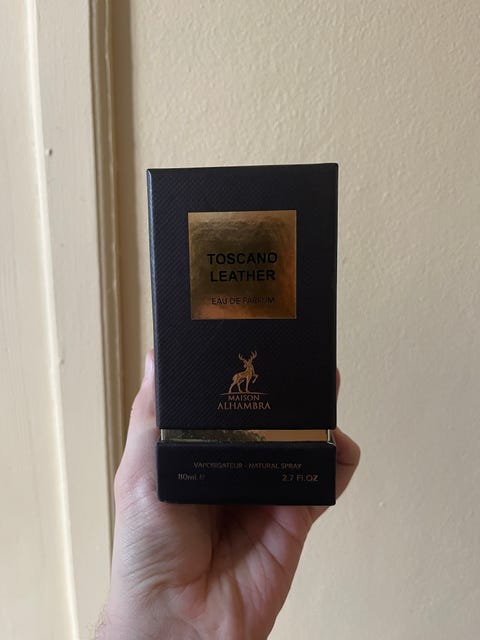 TOSCANO
LEATHER
EAU DE PARFUM
MAISON
ALHAMBRA
VAPORISATEUR - NATURAL SPRAY
80ml ℮ 2.7 Fl.OZ